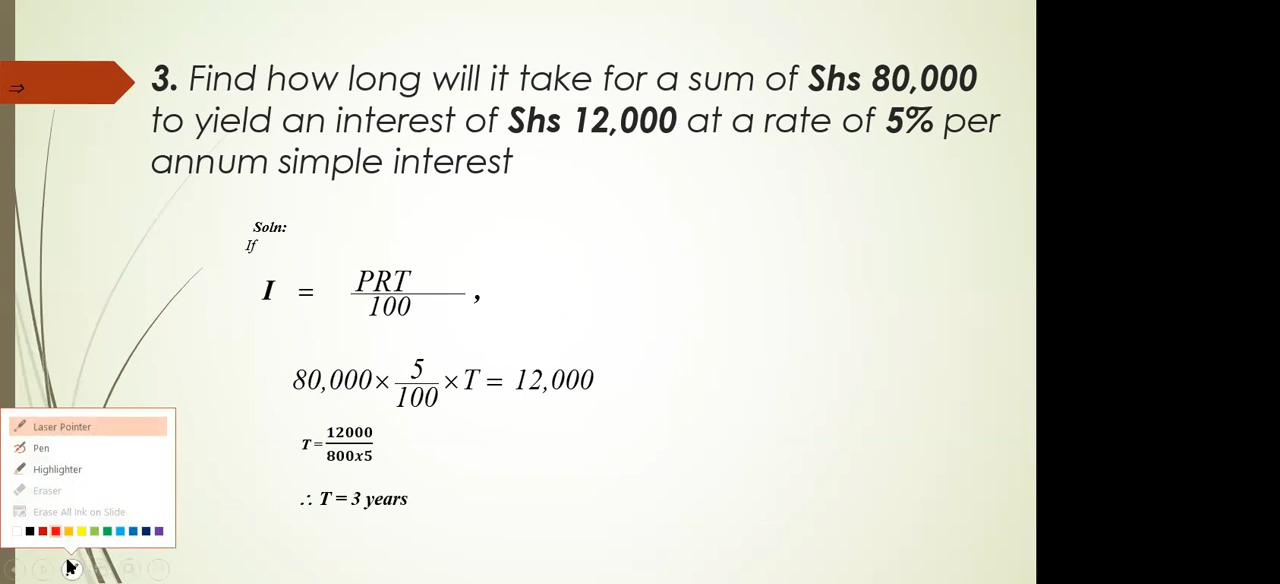 3. Find how long will it take for a sum of Shs 80,000
to yield an interest of Shs 12,000 at a rate of 5% per
annum simple interest
Soln:
If
I = PRT/100 ,
80,000 × 5/100 × T = 12,000
T = 12000/800x5
∴ T = 3 years
Laser Pointer
Pen
Highlighter
Eraser
Erase All Ink on Slide